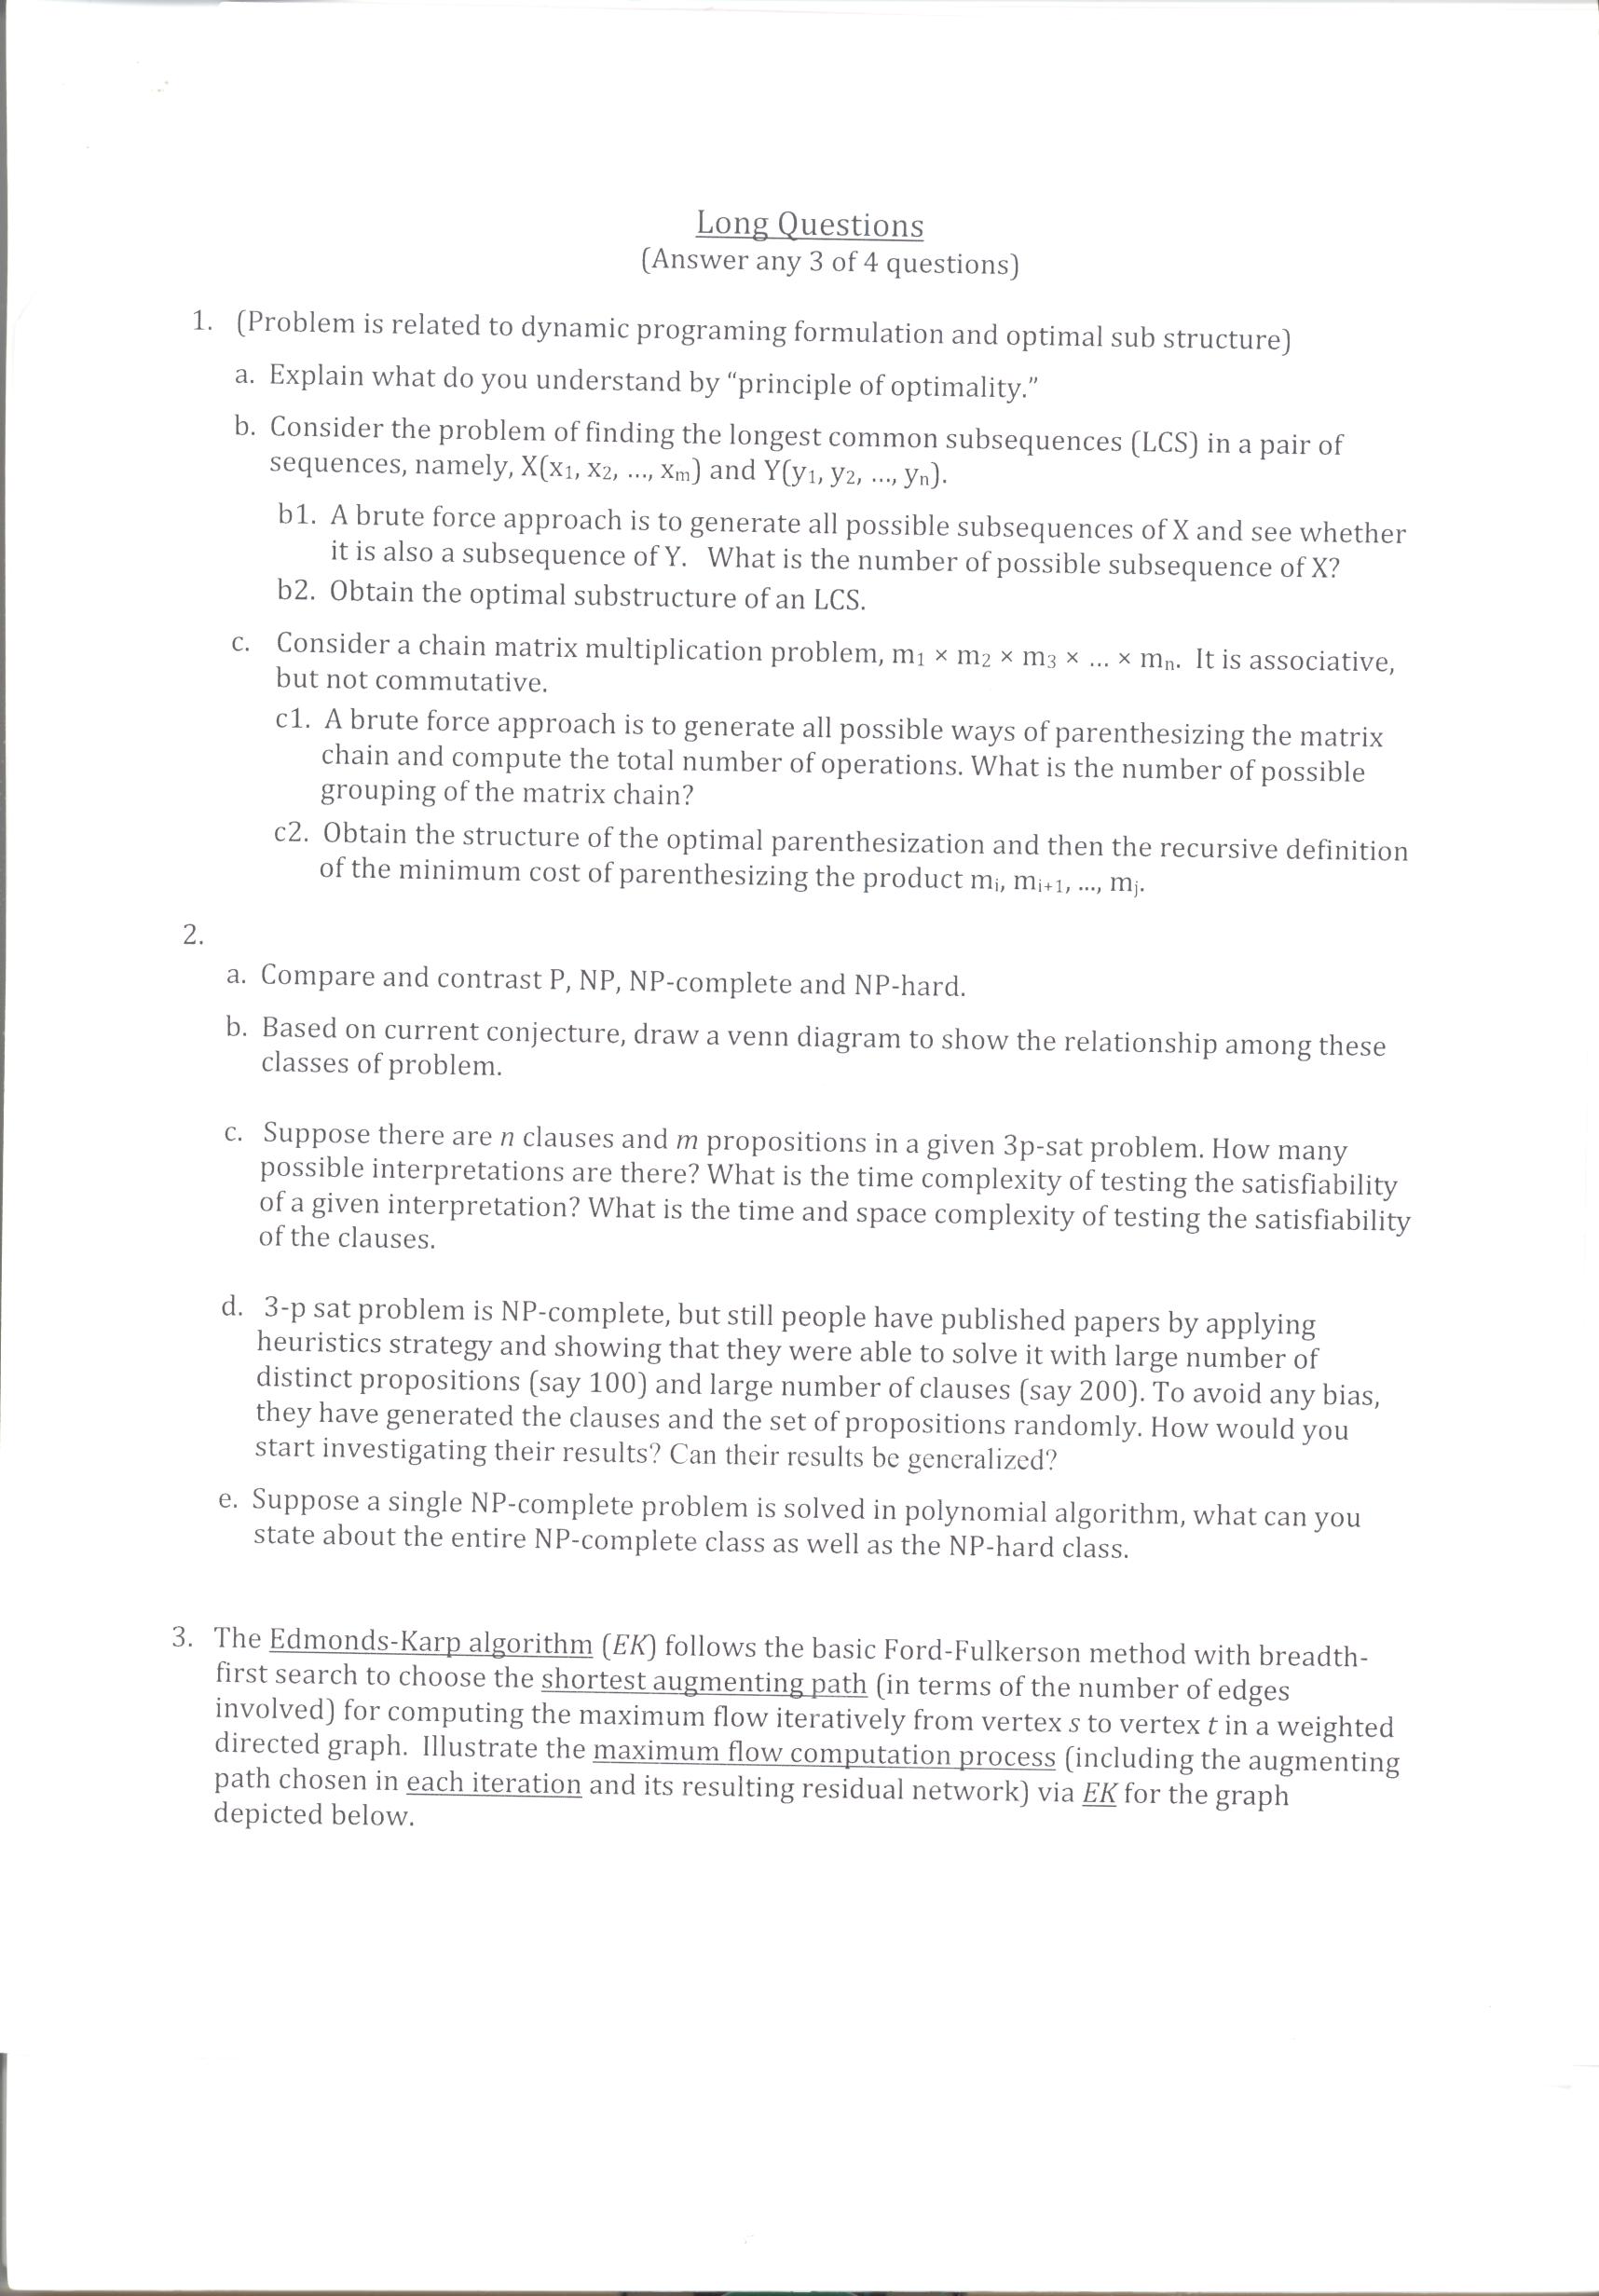 Long Questions
(Answer any 3 of 4 questions)
1. (Problem is related to dynamic programing formulation and optimal sub structure)
a. Explain what do you understand by “principle of optimality.”
b. Consider the problem of finding the longest common subsequences (LCS) in a pair of
sequences, namely, X(x₁, x₂, ..., xₘ) and Y(y₁, y₂, ..., yₙ).
b1. A brute force approach is to generate all possible subsequences of X and see whether
it is also a subsequence of Y. What is the number of possible subsequence of X?
b2. Obtain the optimal substructure of an LCS.
c. Consider a chain matrix multiplication problem, m₁ × m₂ × m₃ × ... × mₙ. It is associative,
but not commutative.
c1. A brute force approach is to generate all possible ways of parenthesizing the matrix
chain and compute the total number of operations. What is the number of possible
grouping of the matrix chain?
c2. Obtain the structure of the optimal parenthesization and then the recursive definition
of the minimum cost of parenthesizing the product mᵢ, mᵢ₊₁, ..., mⱼ.
2.
a. Compare and contrast P, NP, NP-complete and NP-hard.
b. Based on current conjecture, draw a venn diagram to show the relationship among these
classes of problem.
c. Suppose there are n clauses and m propositions in a given 3p-sat problem. How many
possible interpretations are there? What is the time complexity of testing the satisfiability
of a given interpretation? What is the time and space complexity of testing the satisfiability
of the clauses.
d. 3-p sat problem is NP-complete, but still people have published papers by applying
heuristics strategy and showing that they were able to solve it with large number of
distinct propositions (say 100) and large number of clauses (say 200). To avoid any bias,
they have generated the clauses and the set of propositions randomly. How would you
start investigating their results? Can their results be generalized?
e. Suppose a single NP-complete problem is solved in polynomial algorithm, what can you
state about the entire NP-complete class as well as the NP-hard class.
3. The Edmonds-Karp algorithm (EK) follows the basic Ford-Fulkerson method with breadth-
first search to choose the shortest augmenting path (in terms of the number of edges
involved) for computing the maximum flow iteratively from vertex s to vertex t in a weighted
directed graph. Illustrate the maximum flow computation process (including the augmenting
path chosen in each iteration and its resulting residual network) via EK for the graph
depicted below.